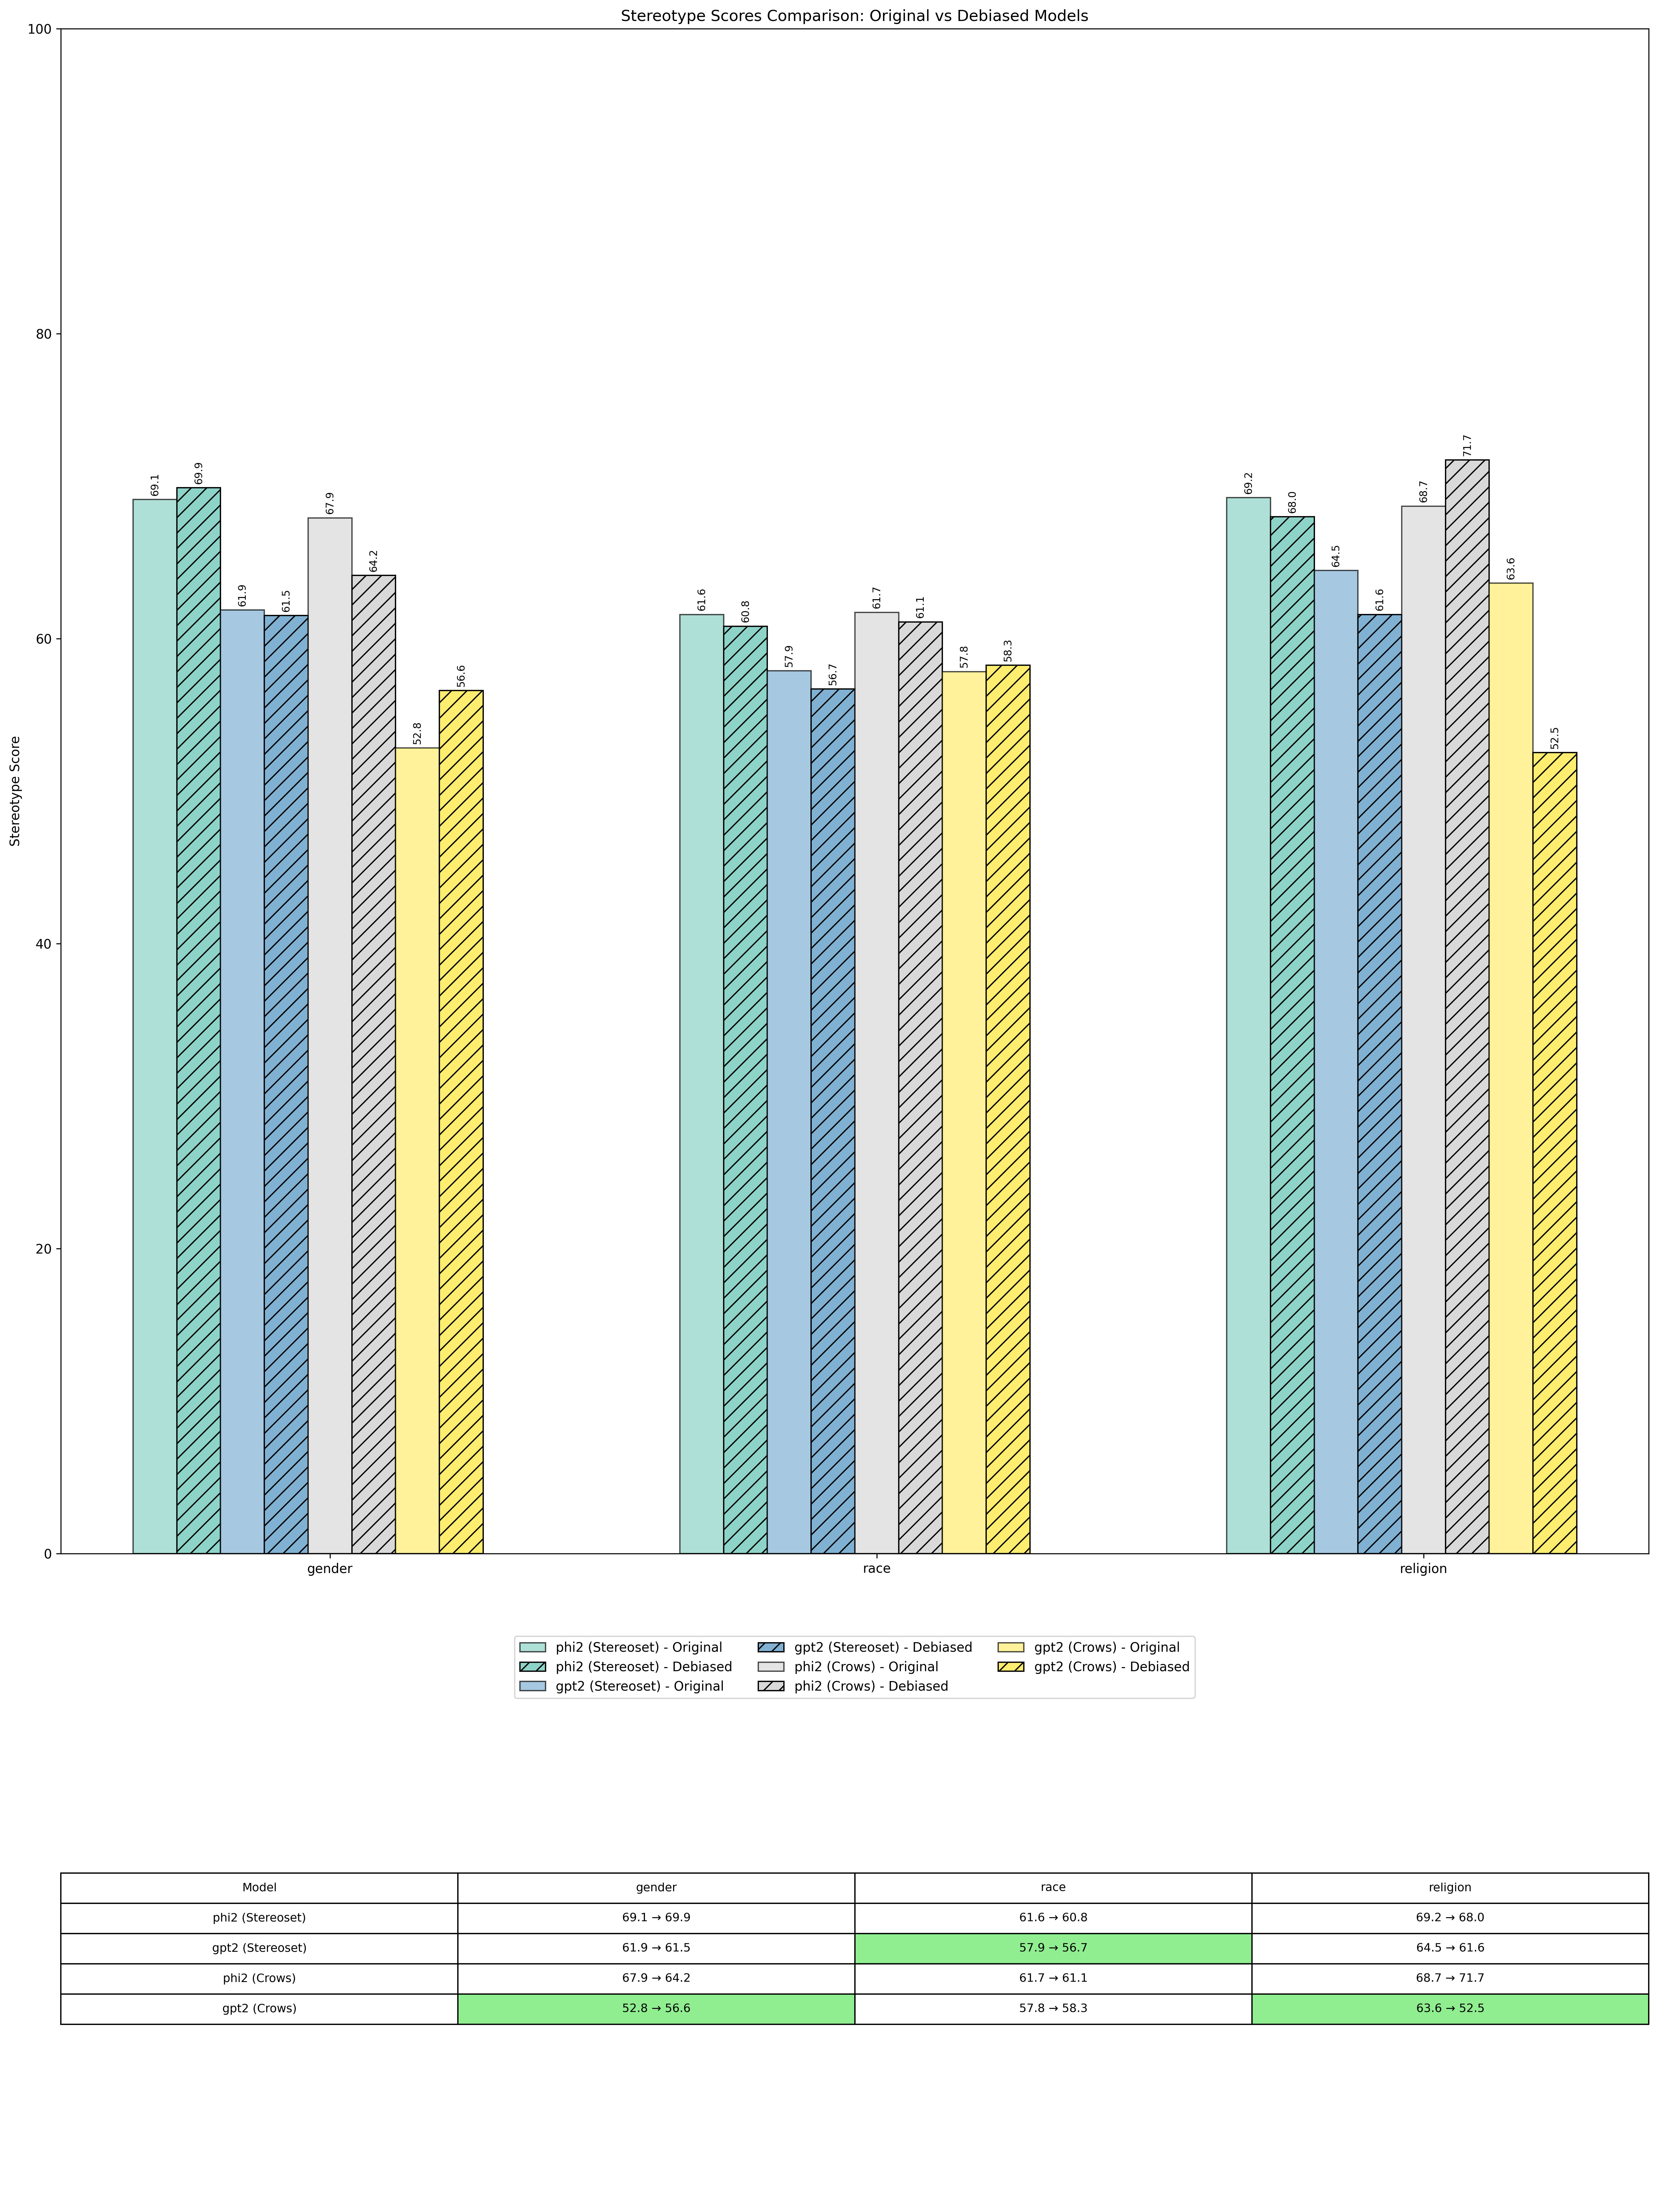 Stereotype Scores Comparison: Original vs Debiased Models
Stereotype Score
100
80
60
40
20
0
69.1
69.9
61.9
61.5
67.9
64.2
52.8
56.6
61.6
60.8
57.9
56.7
61.7
61.1
57.8
58.3
69.2
68.0
64.5
61.6
68.7
71.7
63.6
52.5
gender race religion
phi2 (Stereoset) - Original
phi2 (Stereoset) - Debiased
gpt2 (Stereoset) - Original
gpt2 (Stereoset) - Debiased
phi2 (Crows) - Original
phi2 (Crows) - Debiased
gpt2 (Crows) - Original
gpt2 (Crows) - Debiased
Model gender race religion
phi2 (Stereoset) 69.1 → 69.9 61.6 → 60.8 69.2 → 68.0
gpt2 (Stereoset) 61.9 → 61.5 57.9 → 56.7 64.5 → 61.6
phi2 (Crows) 67.9 → 64.2 61.7 → 61.1 68.7 → 71.7
gpt2 (Crows) 52.8 → 56.6 57.8 → 58.3 63.6 → 52.5